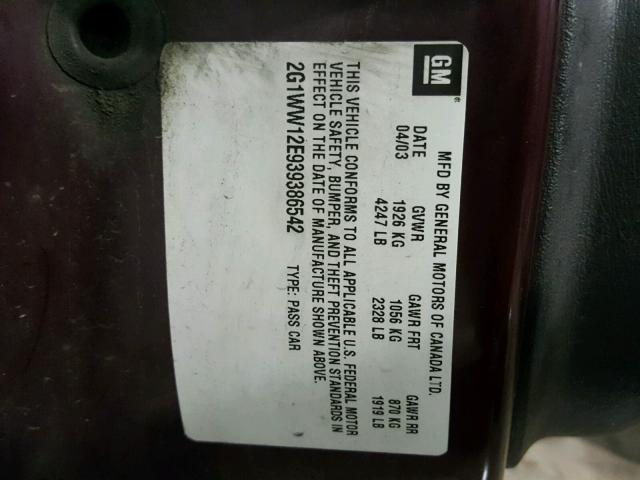 GM®
MFD BY GENERAL MOTORS OF CANADA LTD.
DATE GVWR GAWR FRT GAWR RR
04/03 1926 KG 1056 KG 870 KG
4247 LB 2328 LB 1919 LB
THIS VEHICLE CONFORMS TO ALL APPLICABLE U.S. FEDERAL MOTOR
VEHICLE SAFETY, BUMPER, AND THEFT PREVENTION STANDARDS IN
EFFECT ON THE DATE OF MANUFACTURE SHOWN ABOVE.
2G1WW12E939386542 TYPE: PASS CAR